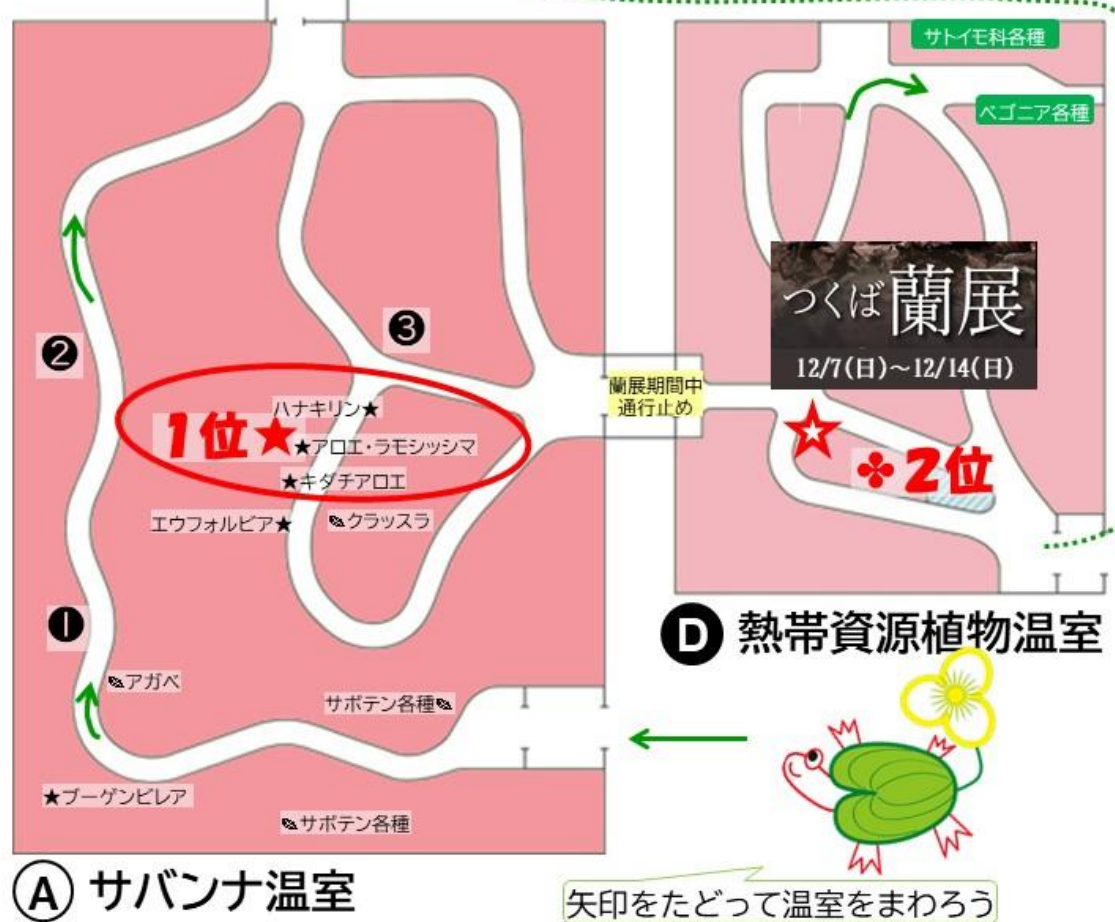 サトイモ科各種
ベゴニア各種
つくば 蘭展
12/7(日)~12/14(日)
❸
❷
蘭展期間中
通行止め
ハナキリン★
1位★
★アロエ・ラモシッシマ
★キダチアロエ
✤2位
エウフォルビア★
クラッスラ
❶
D 熱帯資源植物温室
アガベ
サボテン各種
★ブーゲンビレア
サボテン各種
A サバンナ温室
矢印をたどって温室をまわろう